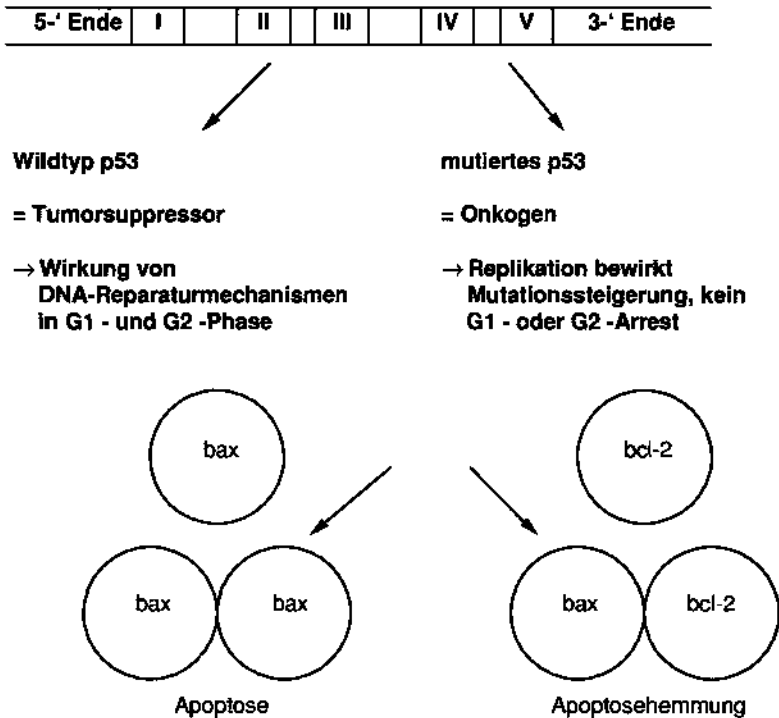 5-' Ende I II III IV V 3-' Ende
Wildtyp p53
= Tumorsuppressor
→ Wirkung von
DNA-Reparaturmechanismen
in G1 - und G2 -Phase
mutiertes p53
= Onkogen
→ Replikation bewirkt
Mutationssteigerung, kein
G1 - oder G2 -Arrest
bax
bax bax
Apoptose
bcl-2
bax bcl-2
Apoptosehemmung